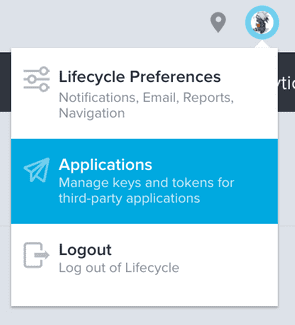 Lifecycle Preferences
Notifications, Email, Reports,
Navigation
Applications
Manage keys and tokens for
third-party applications
Logout
Log out of Lifecycle